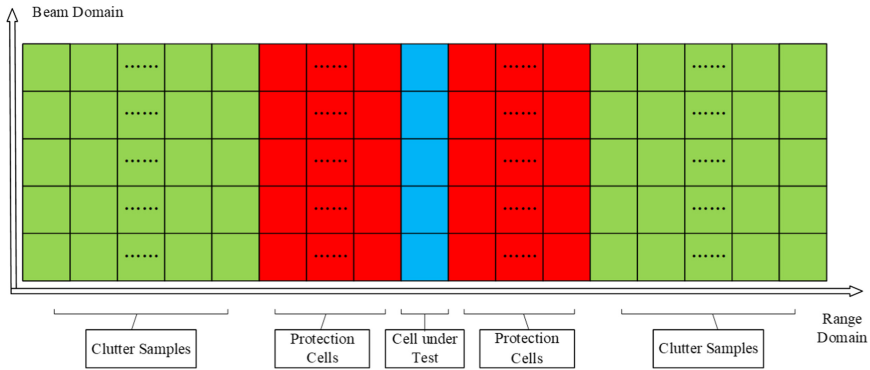 Beam Domain
...... ...... ...... ......
...... ...... ...... ......
...... ...... ...... ......
...... ...... ...... ......
...... ...... ...... ......
Range
Domain
Clutter Samples
Protection
Cells
Cell under
Test
Protection
Cells
Clutter Samples